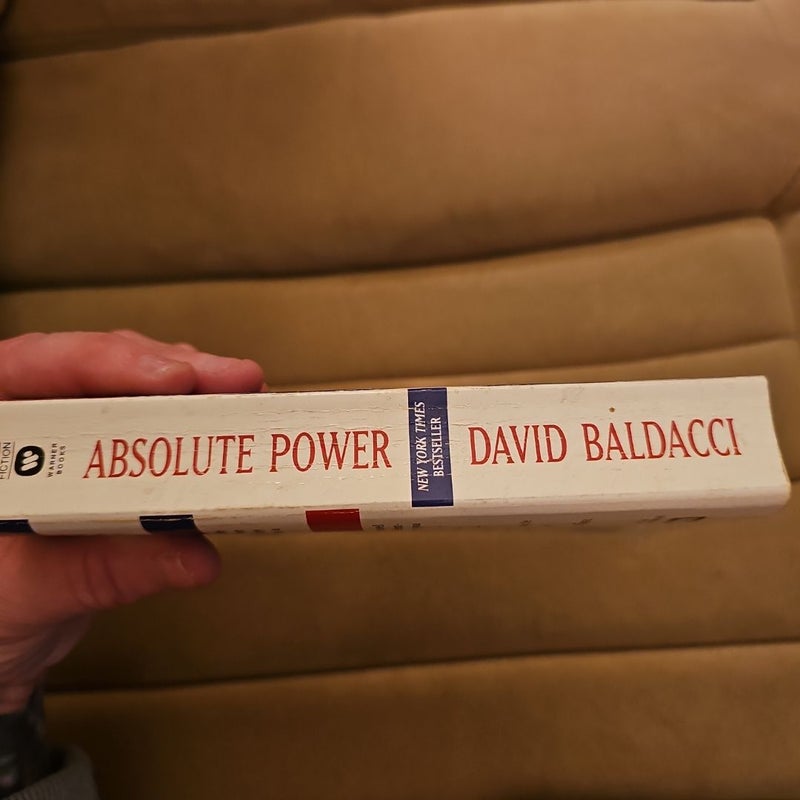 FICTION
WARNER
BOOKS
ABSOLUTE POWER
NEW YORK TIMES
BESTSELLER
DAVID BALDACCI